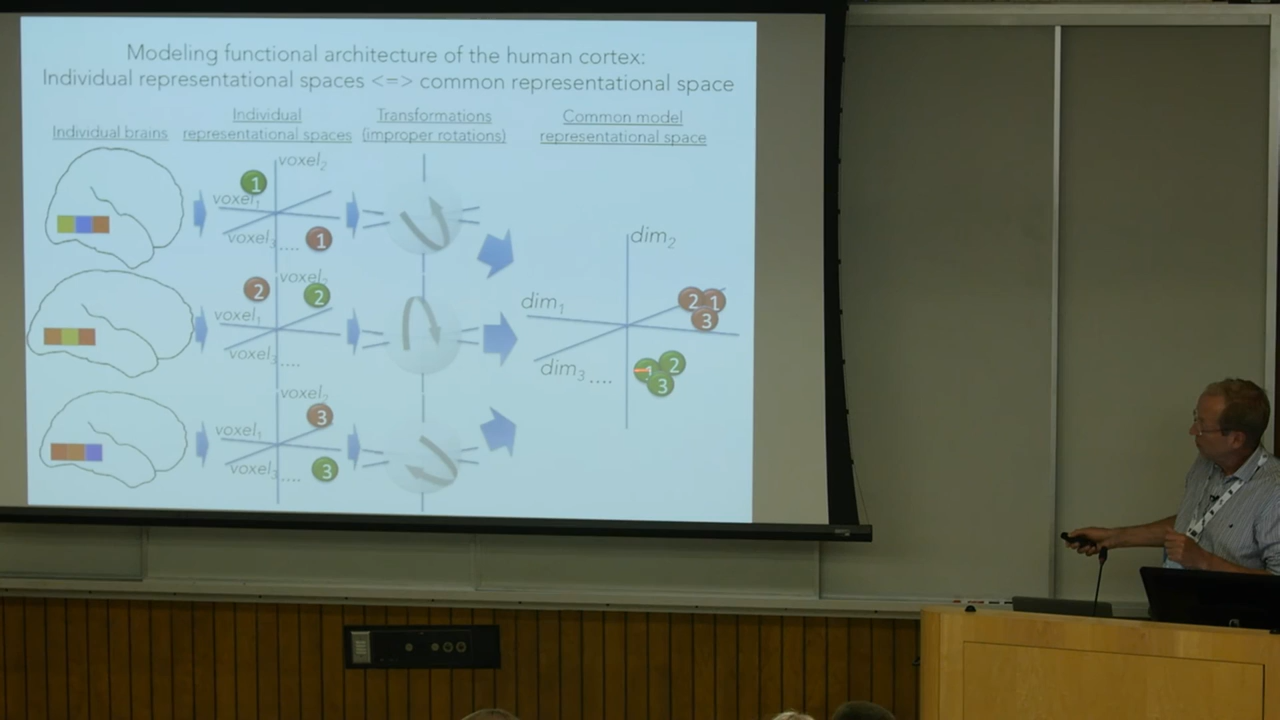 Modeling functional architecture of the human cortex:
Individual representational spaces <=> common representational space
Individual brains
Individual
representational spaces
Transformations
(improper rotations)
Common model
representational space
voxel2
1
voxel1
voxel3....
1
voxel2
2
2
voxel1
voxel3....
voxel2
3
voxel1
voxel3....
3
dim2
dim1
2 1
3
dim3....
1 2
3